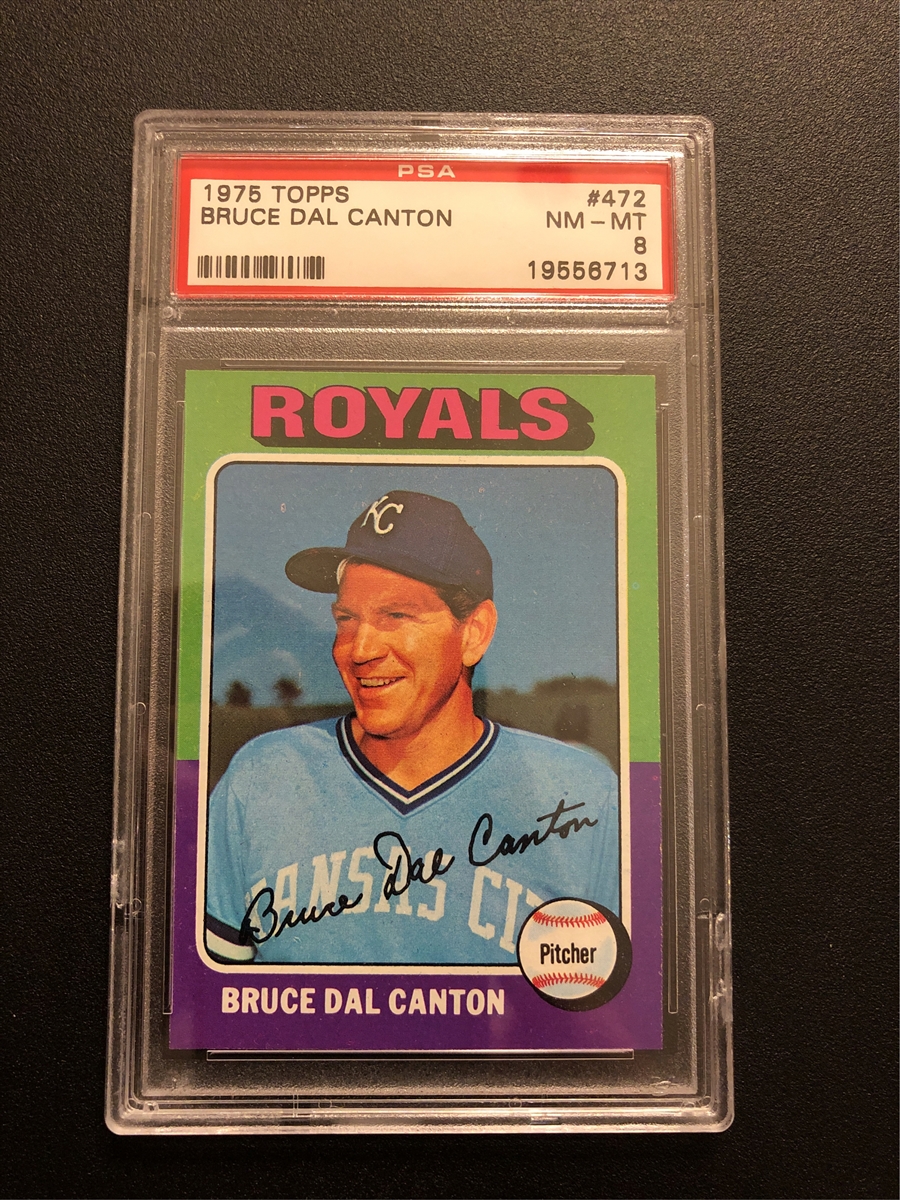 PSA
1975 TOPPS #472
BRUCE DAL CANTON NM - MT
8
19556713
ROYALS
KC
KANSAS CI
Bruce Dal Canton
Pitcher
BRUCE DAL CANTON